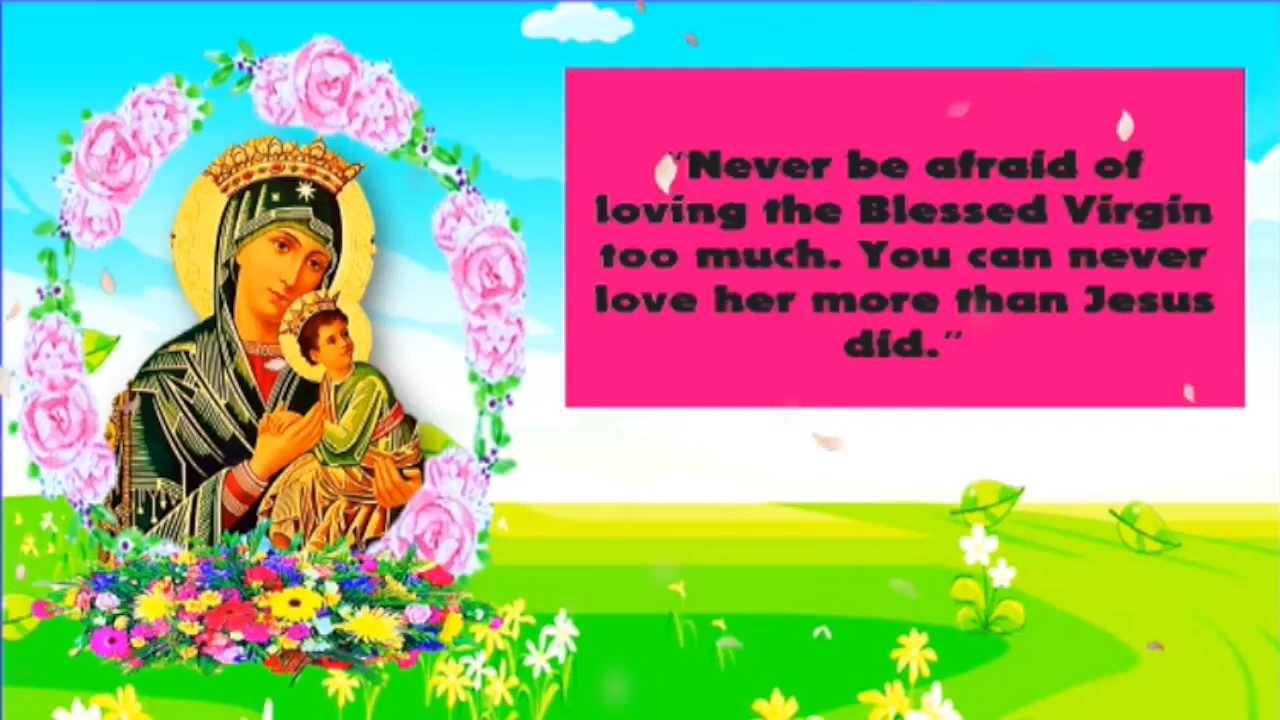 “Never be afraid of
loving the Blessed Virgin
too much. You can never
love her more than Jesus
did.”